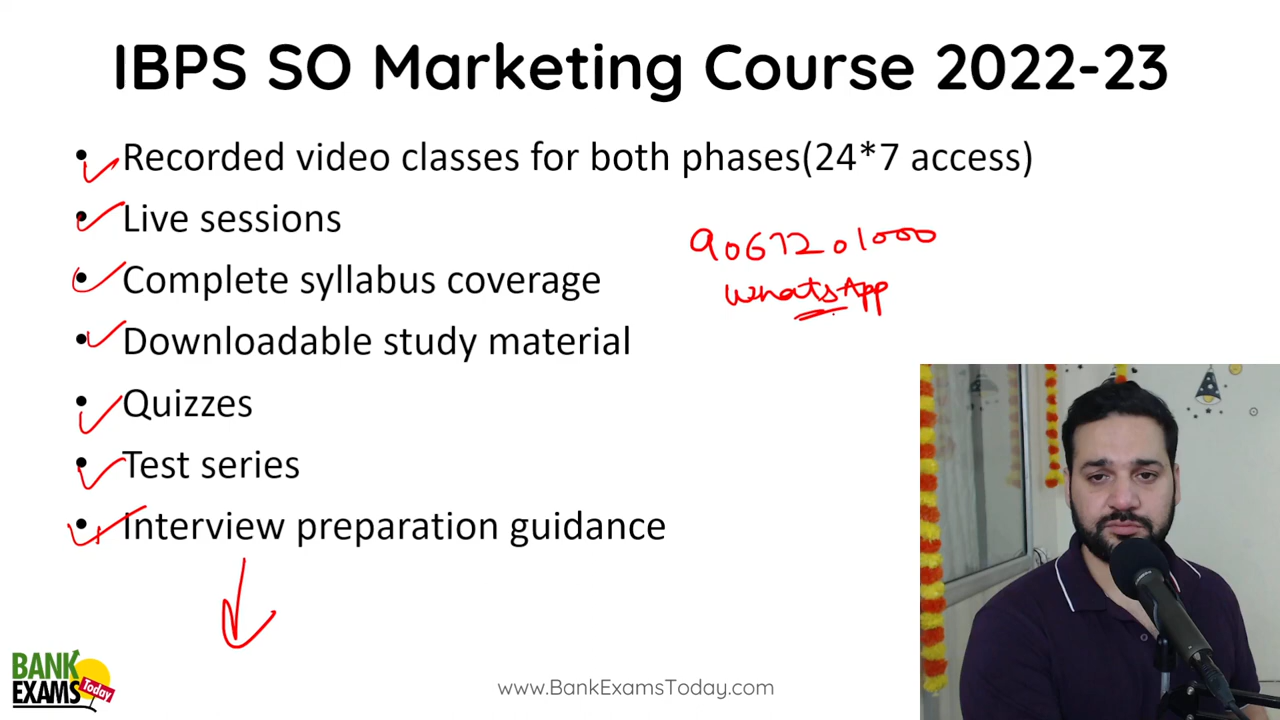 IBPS SO Marketing Course 2022-23
• Recorded video classes for both phases(24*7 access)
• Live sessions
9067201000
• Complete syllabus coverage
WhatsApp
• Downloadable study material
• Quizzes
• Test series
• Interview preparation guidance
BANK
EXAMS
Today
www.BankExamsToday.com